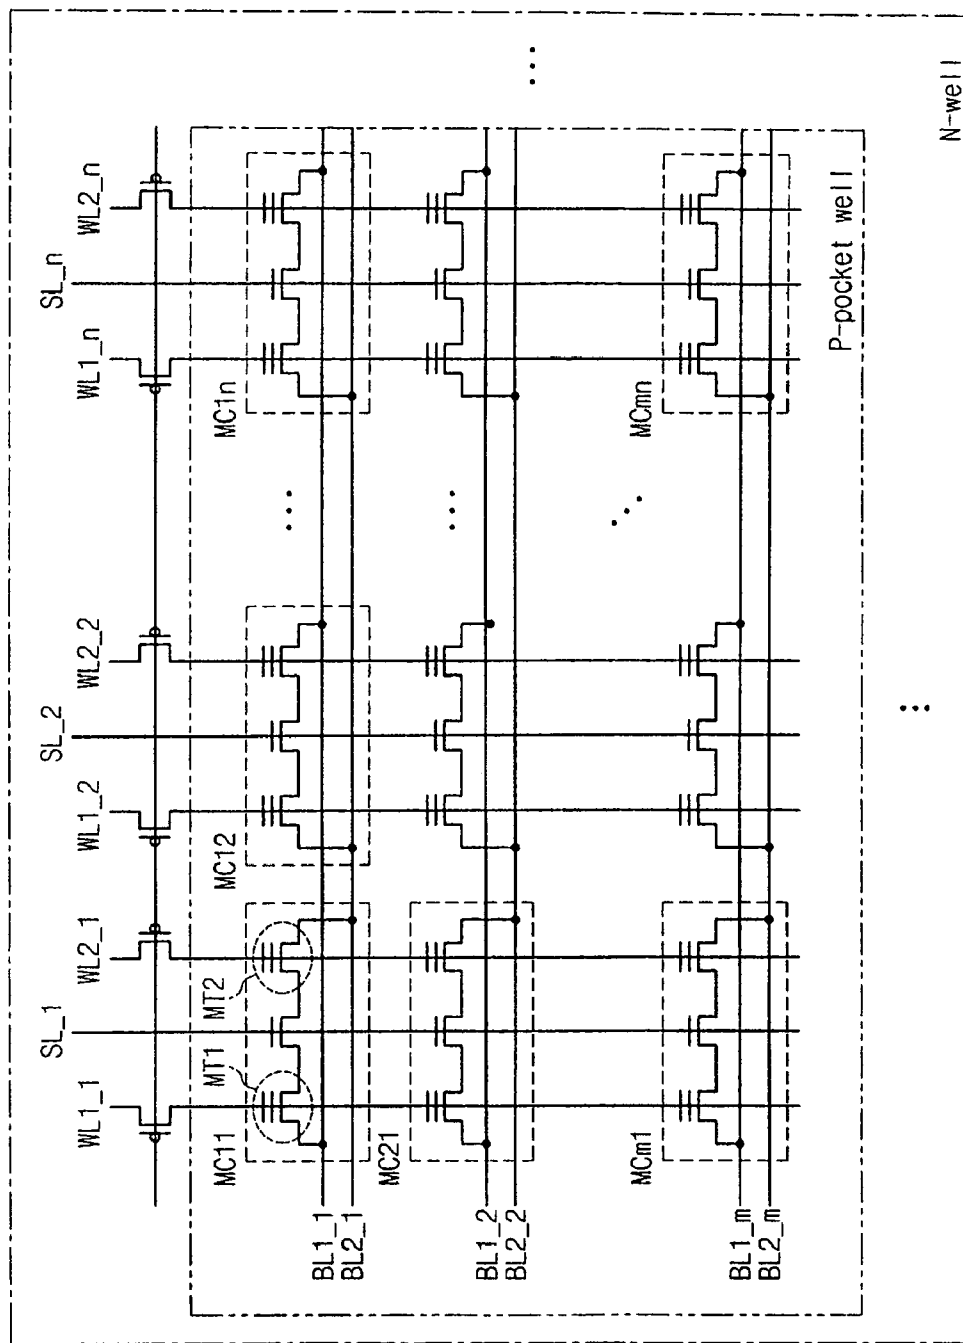 N-well
P-pocket well
SL_1
SL_2
SL_n
WL1_1
WL2_1
WL1_2
WL2_2
WL1_n
WL2_n
MC11
MT1
MT2
MC12
MC1n
MC21
MCm1
MCmn
BL1_1
BL2_1
BL1_2
BL2_2
BL1_m
BL2_m